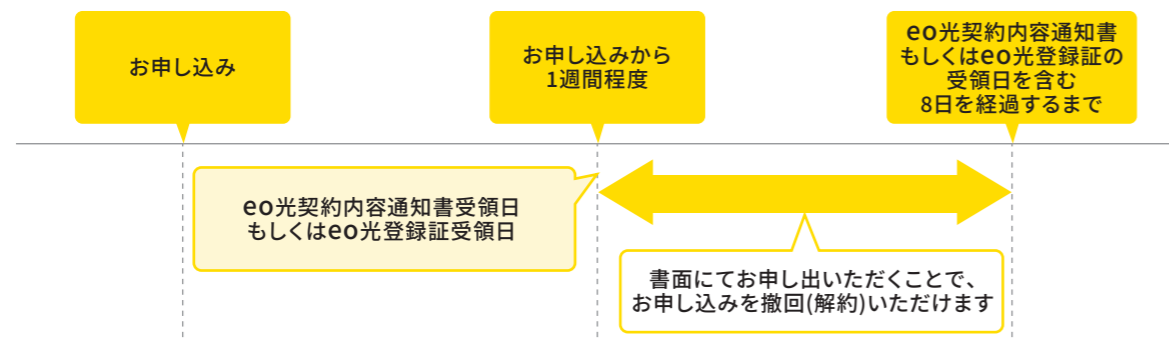 お申し込み
お申し込みから
1週間程度
eo光契約内容通知書
もしくはeo光登録証の
受領日を含む
8日を経過するまで
eo光契約内容通知書受領日
もしくはeo光登録証受領日
書面にてお申し出いただくことで、
お申し込みを撤回(解約)いただけます